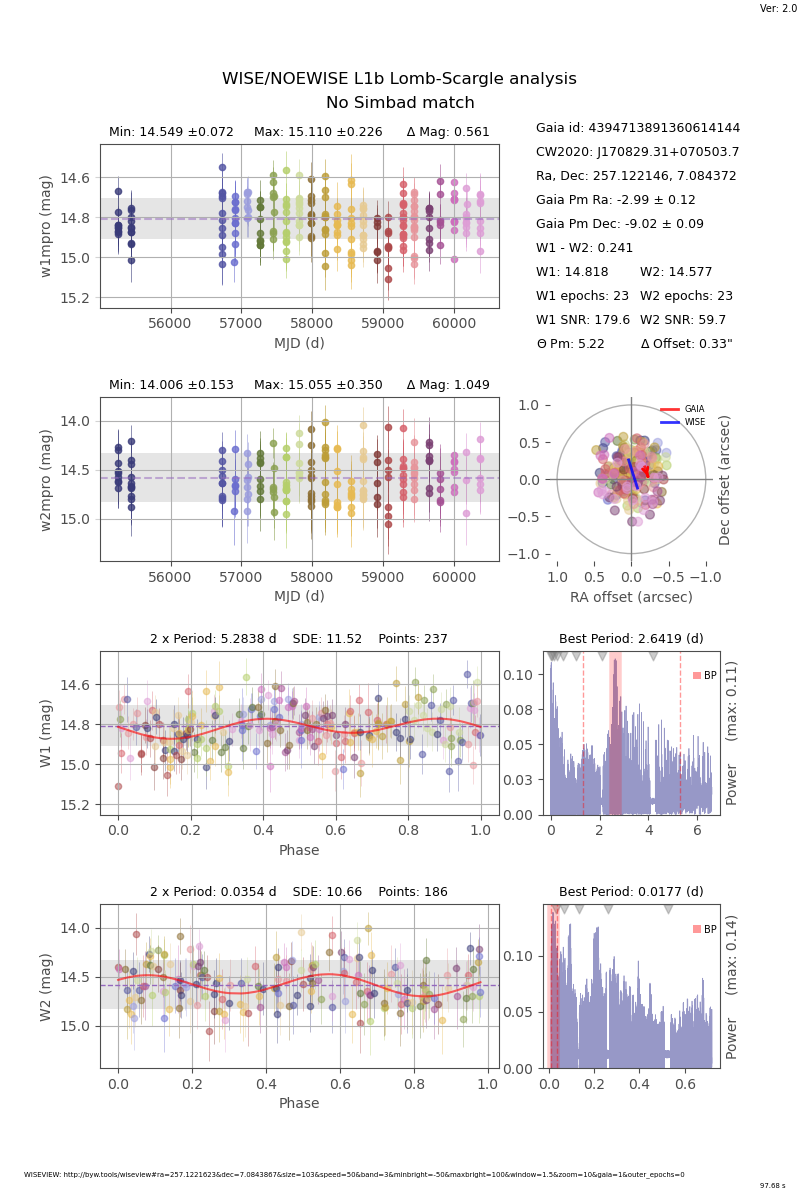 Ver: 2.0
WISE/NOEWISE L1b Lomb-Scargle analysis
No Simbad match
Min: 14.549 ±0.072 Max: 15.110 ±0.226 Δ Mag: 0.561
14.6
14.8
15.0
15.2
w1mpro (mag)
56000 57000 58000 59000 60000
MJD (d)
Gaia id: 4394713891360614144
CW2020: J170829.31+070503.7
Ra, Dec: 257.122146, 7.084372
Gaia Pm Ra: -2.99 ± 0.12
Gaia Pm Dec: -9.02 ± 0.09
W1 - W2: 0.241
W1: 14.818 W2: 14.577
W1 epochs: 23 W2 epochs: 23
W1 SNR: 179.6 W2 SNR: 59.7
Θ Pm: 5.22 Δ Offset: 0.33"
Min: 14.006 ±0.153 Max: 15.055 ±0.350 Δ Mag: 1.049
14.0
14.5
15.0
w2mpro (mag)
56000 57000 58000 59000 60000
MJD (d)
GAIA
WISE
1.0
0.5
0.0
−0.5
−1.0
1.0 0.5 0.0 −0.5 −1.0
RA offset (arcsec)
Dec offset (arcsec)
2 x Period: 5.2838 d SDE: 11.52 Points: 237
14.6
14.8
15.0
15.2
W1 (mag)
0.0 0.2 0.4 0.6 0.8 1.0
Phase
Best Period: 2.6419 (d)
BP
0.10
0.08
0.05
0.03
0.00
0 2 4 6
Power (max: 0.11)
2 x Period: 0.0354 d SDE: 10.66 Points: 186
14.0
14.5
15.0
W2 (mag)
0.0 0.2 0.4 0.6 0.8 1.0
Phase
Best Period: 0.0177 (d)
BP
0.10
0.05
0.00
0.0 0.2 0.4 0.6
Power (max: 0.14)
WISEVIEW: http://byw.tools/wiseview#ra=257.1221623&dec=7.0843867&size=103&speed=50&band=3&minbright=-50&maxbright=100&window=1.5&zoom=10&gaia=1&outer_epochs=0
97.68 s